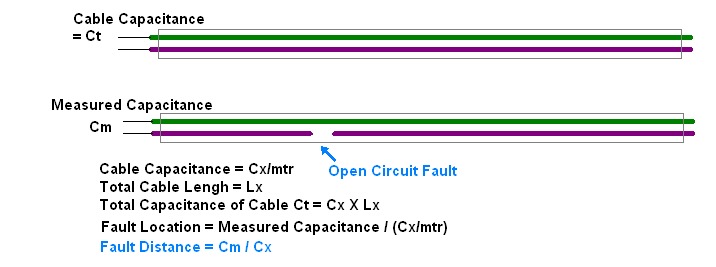 Cable Capacitance
= Ct
Measured Capacitance
Cm
Open Circuit Fault
Cable Capacitance = Cx/mtr
Total Cable Lengh = Lx
Total Capacitance of Cable Ct = Cx X Lx
Fault Location = Measured Capacitance / (Cx/mtr)
Fault Distance = Cm / Cx